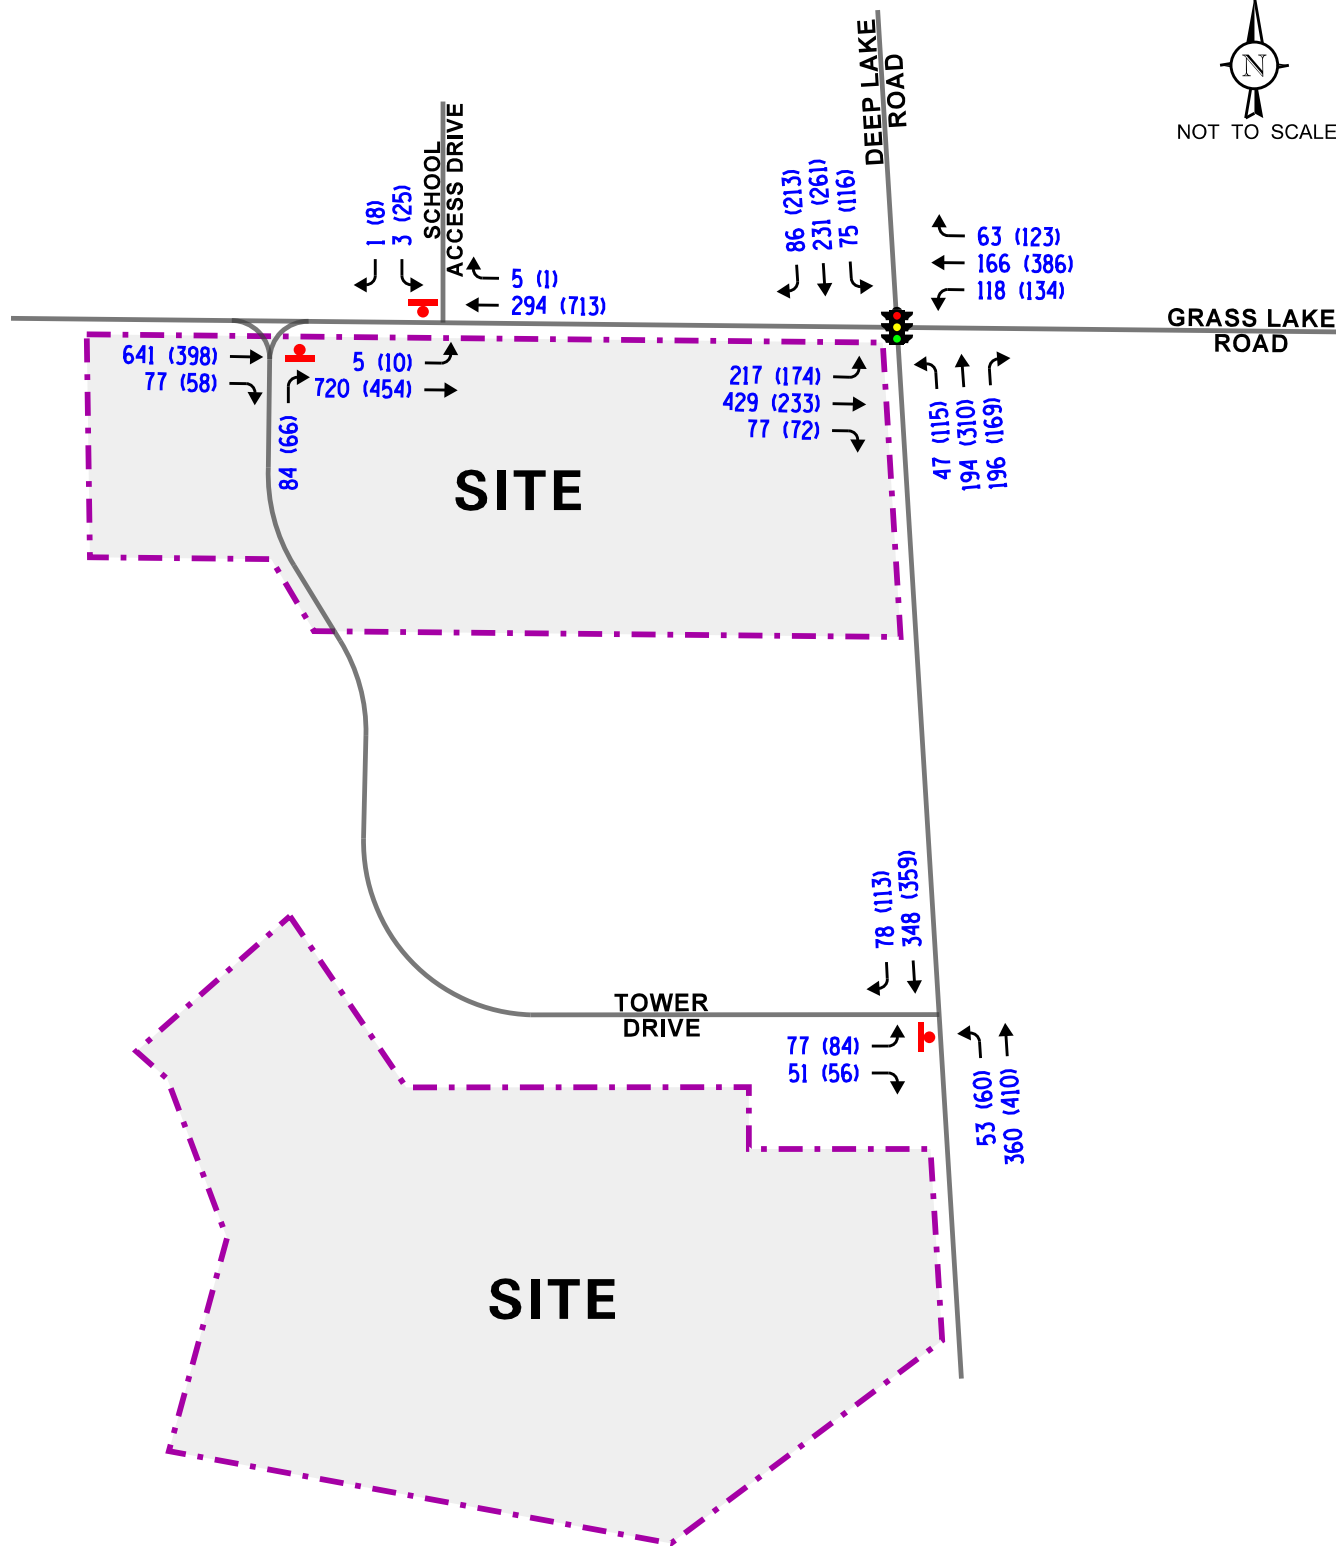 DEEP LAKE
ROAD
N
NOT TO SCALE
SCHOOL
ACCESS DRIVE
1 (8)
3 (25)
5 (1)
294 (713)
86 (213)
231 (261)
75 (116)
63 (123)
166 (386)
118 (134)
GRASS LAKE
ROAD
641 (398)
77 (58)
84 (66)
5 (10)
720 (454)
217 (174)
429 (233)
77 (72)
47 (115)
194 (310)
196 (169)
SITE
78 (113)
348 (359)
TOWER
DRIVE
77 (84)
51 (56)
53 (60)
360 (410)
SITE